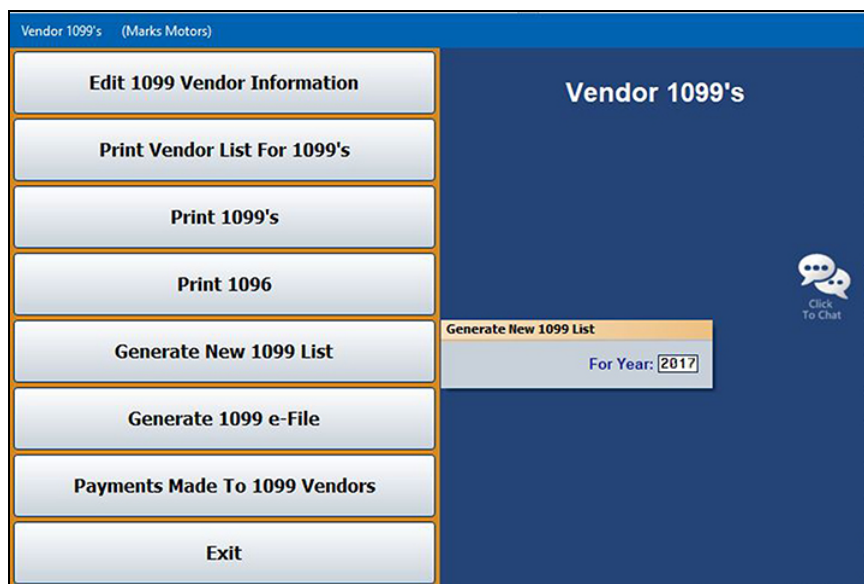 Vendor 1099's (Marks Motors)
Edit 1099 Vendor Information
Print Vendor List For 1099's
Print 1099's
Print 1096
Generate New 1099 List
Generate 1099 e-File
Payments Made To 1099 Vendors
Exit
Vendor 1099's
Click
To Chat
Generate New 1099 List
For Year: 2017